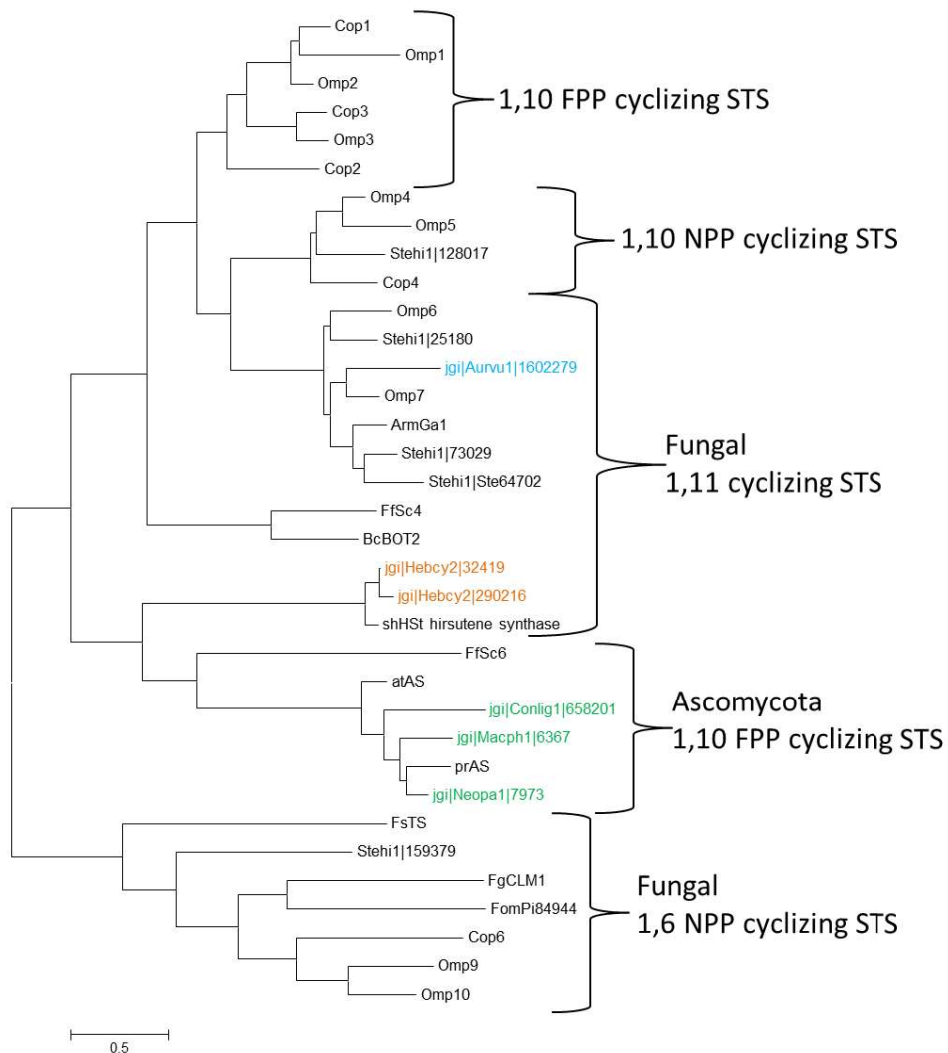 Cop1
Omp1
Omp2
1,10 FPP cyclizing STS
Cop3
Omp3
Cop2
Omp4
Omp5
1,10 NPP cyclizing STS
Stehi1|128017
Cop4
Omp6
Stehi1|25180
jgi|Aurvu1|1602279
Omp7
ArmGa1
Fungal
Stehi1|73029
1,11 cyclizing STS
Stehi1|Ste64702
FfSc4
BcBOT2
jgi|Hebcy2|32419
jgi|Hebcy2|290216
shHSt hirsutene synthase
FfSc6
atAS
Ascomycota
jgi|Conlig1|658201
jgi|Macph1|6367
1,10 FPP cyclizing STS
prAS
jgi|Neopa1|7973
FsTS
Stehi1|159379
FgCLM1
Fungal
FomPi84944
1,6 NPP cyclizing STS
Cop6
Omp9
Omp10
0.5